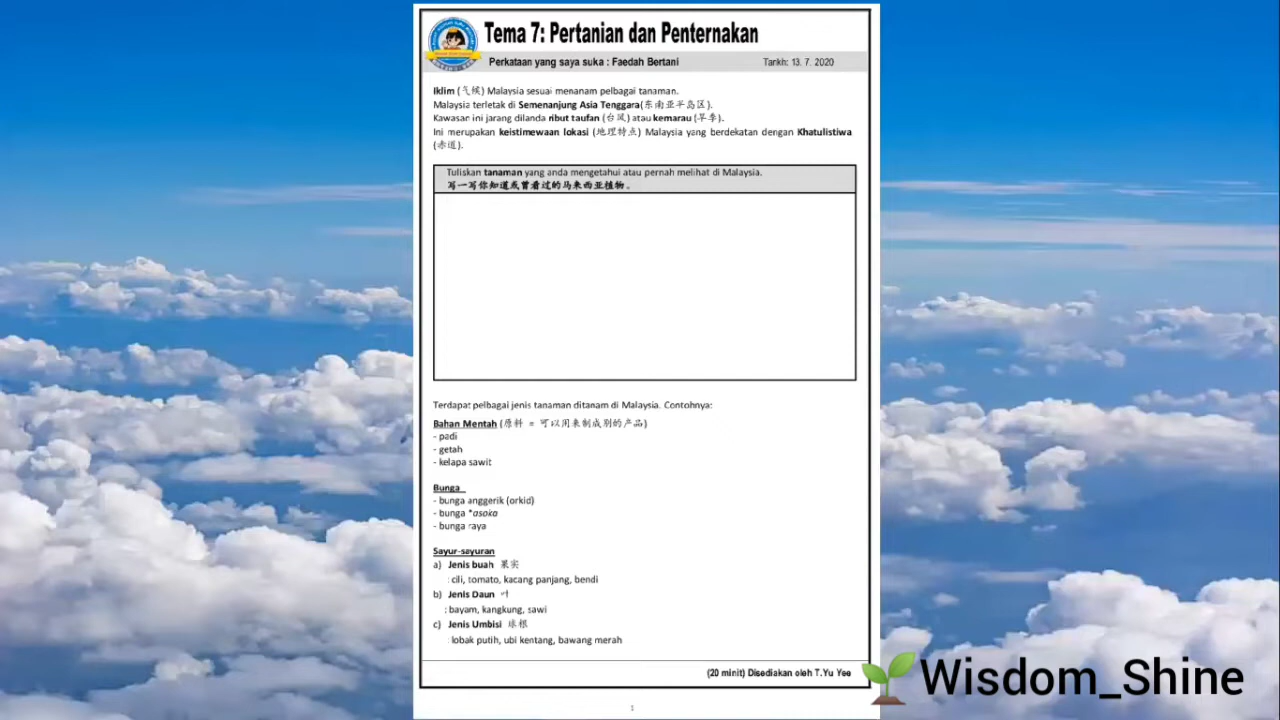 Tema 7: Pertanian dan Penternakan
Perkataan yang saya suka : Faedah Bertani
Tarikh: 13. 7. 2020
Iklim (气候) Malaysia sesuai menanam pelbagai tanaman.
Malaysia terletak di Semenanjung Asia Tenggara(东南亚半岛区).
Kawasan ini jarang dilanda ribut taufan (台风) atau kemarau (旱季).
Ini merupakan keistimewaan lokasi (地理特点) Malaysia yang berdekatan dengan Khatulistiwa
(赤道).
Tuliskan tanaman yang anda mengetahui atau pernah melihat di Malaysia.
写一写你知道或曾看过的马来西亚植物。
Terdapat pelbagai jenis tanaman ditanam di Malaysia. Contohnya:
Bahan Mentah (原料 = 可以用来制成别的产品)
- padi
- getah
- kelapa sawit
Bunga
- bunga anggerik (orkid)
- bunga *asoka
- bunga raya
Sayur-sayuran
a) Jenis buah 果实
: cili, tomato, kacang panjang, bendi
b) Jenis Daun 叶
: bayam, kangkung, sawi
c) Jenis Umbisi 球根
: lobak putih, ubi kentang, bawang merah
(20 minit) Disediakan oleh T.Yu Yee
1
Wisdom_Shine